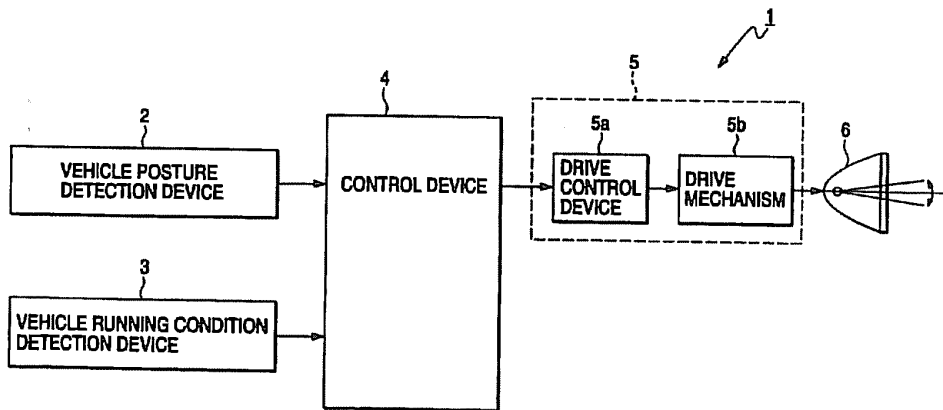 1
5
4
2
5a
5b
6
VEHICLE POSTURE
DETECTION DEVICE
CONTROL DEVICE
DRIVE
CONTROL
DEVICE
DRIVE
MECHANISM
3
VEHICLE RUNNING CONDITION
DETECTION DEVICE